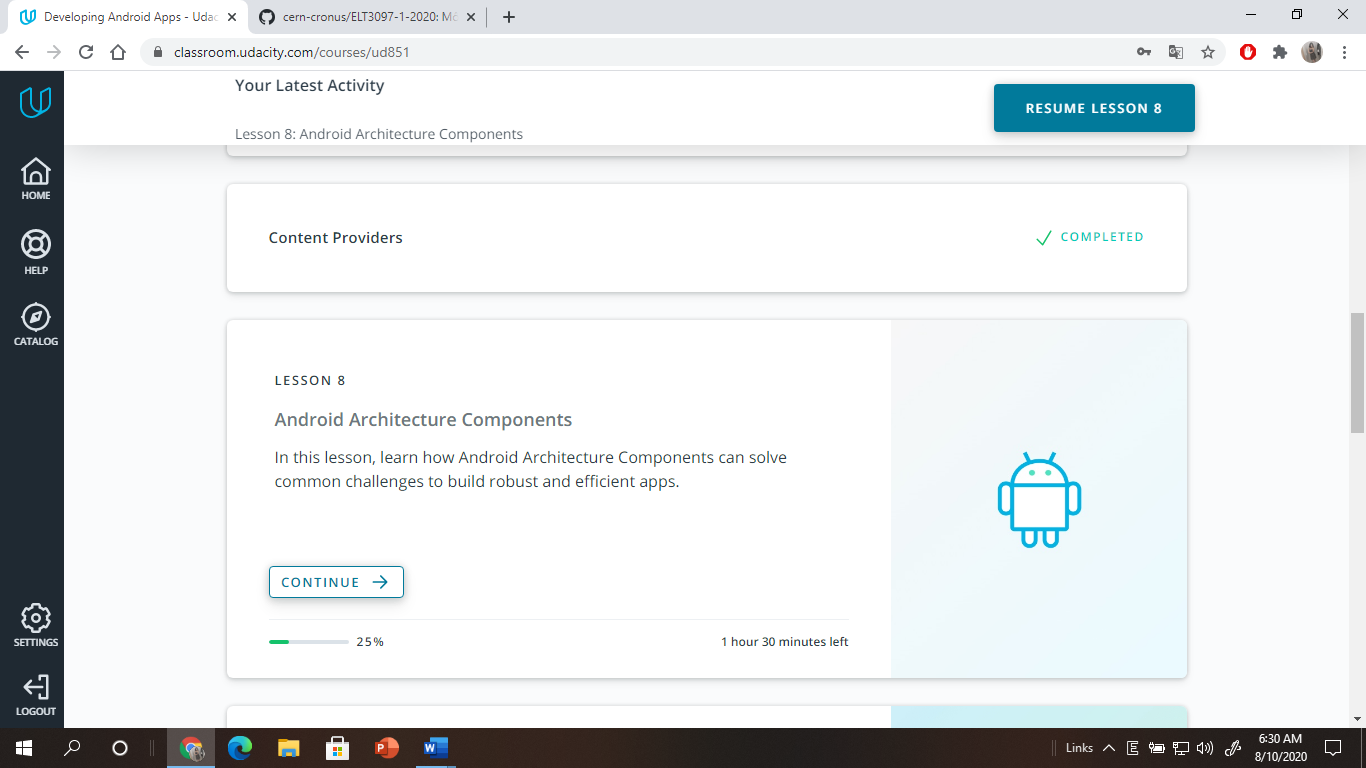 Developing Android Apps - Udac
cern-cronus/ELT3097-1-2020: Mô
classroom.udacity.com/courses/ud851
Your Latest Activity
Lesson 8: Android Architecture Components
RESUME LESSON 8
HOME
HELP
CATALOG
SETTINGS
LOGOUT
Content Providers
COMPLETED
LESSON 8
Android Architecture Components
In this lesson, learn how Android Architecture Components can solve
common challenges to build robust and efficient apps.
CONTINUE
25%
1 hour 30 minutes left
Links
6:30 AM
8/10/2020